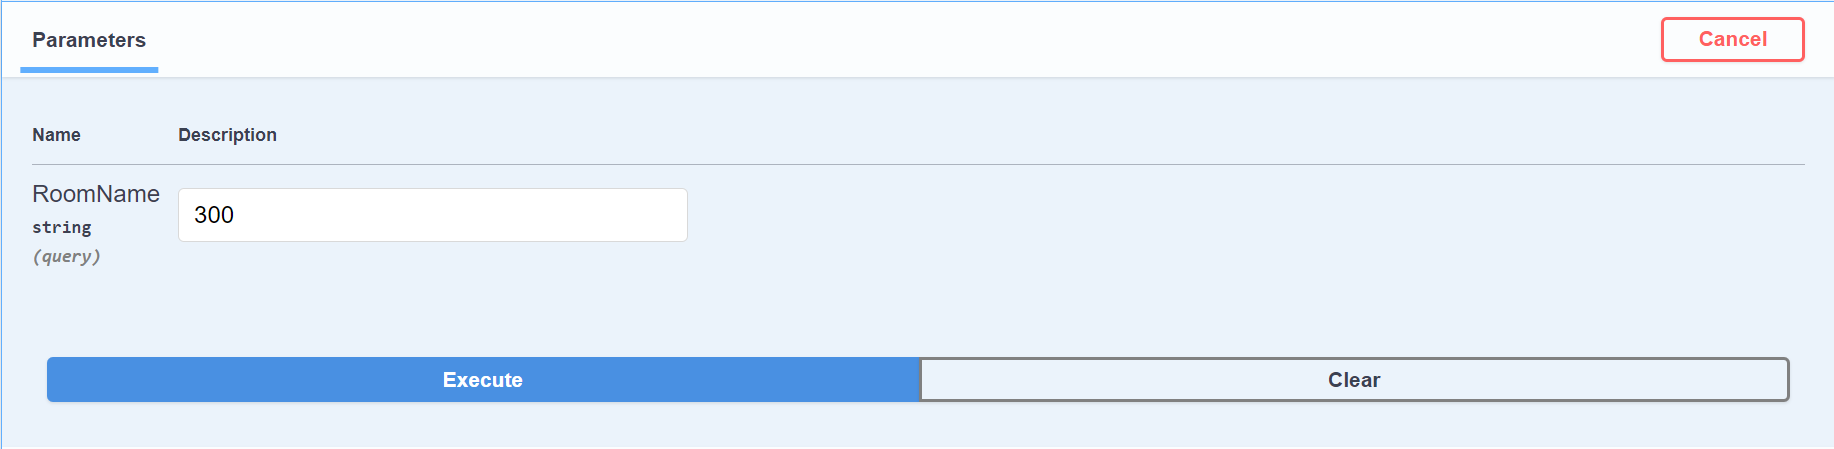 Parameters
Cancel
Name Description
RoomName
300
string
(query)
Execute
Clear